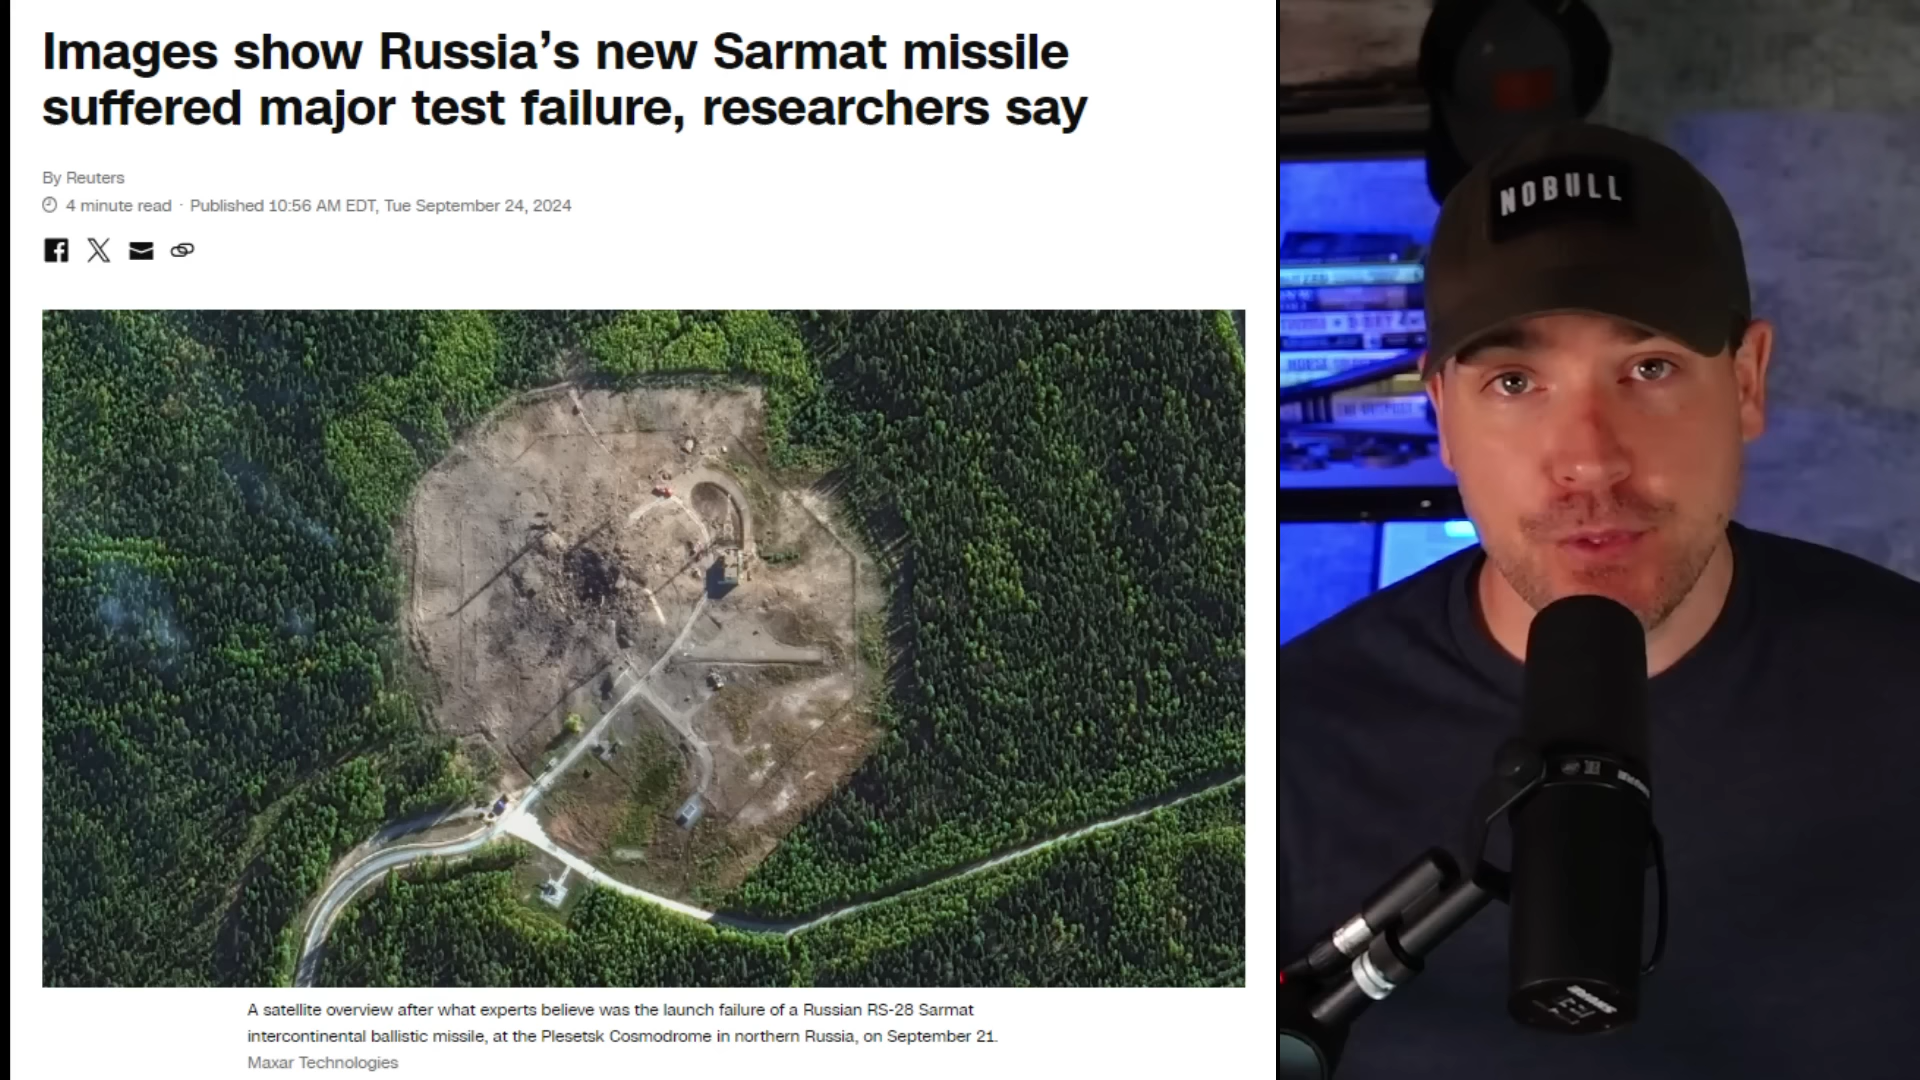 Images show Russia’s new Sarmat missile
suffered major test failure, researchers say
By Reuters
4 minute read · Published 10:56 AM EDT, Tue September 24, 2024
A satellite overview after what experts believe was the launch failure of a Russian RS-28 Sarmat
intercontinental ballistic missile, at the Plesetsk Cosmodrome in northern Russia, on September 21.
Maxar Technologies
NOBULL